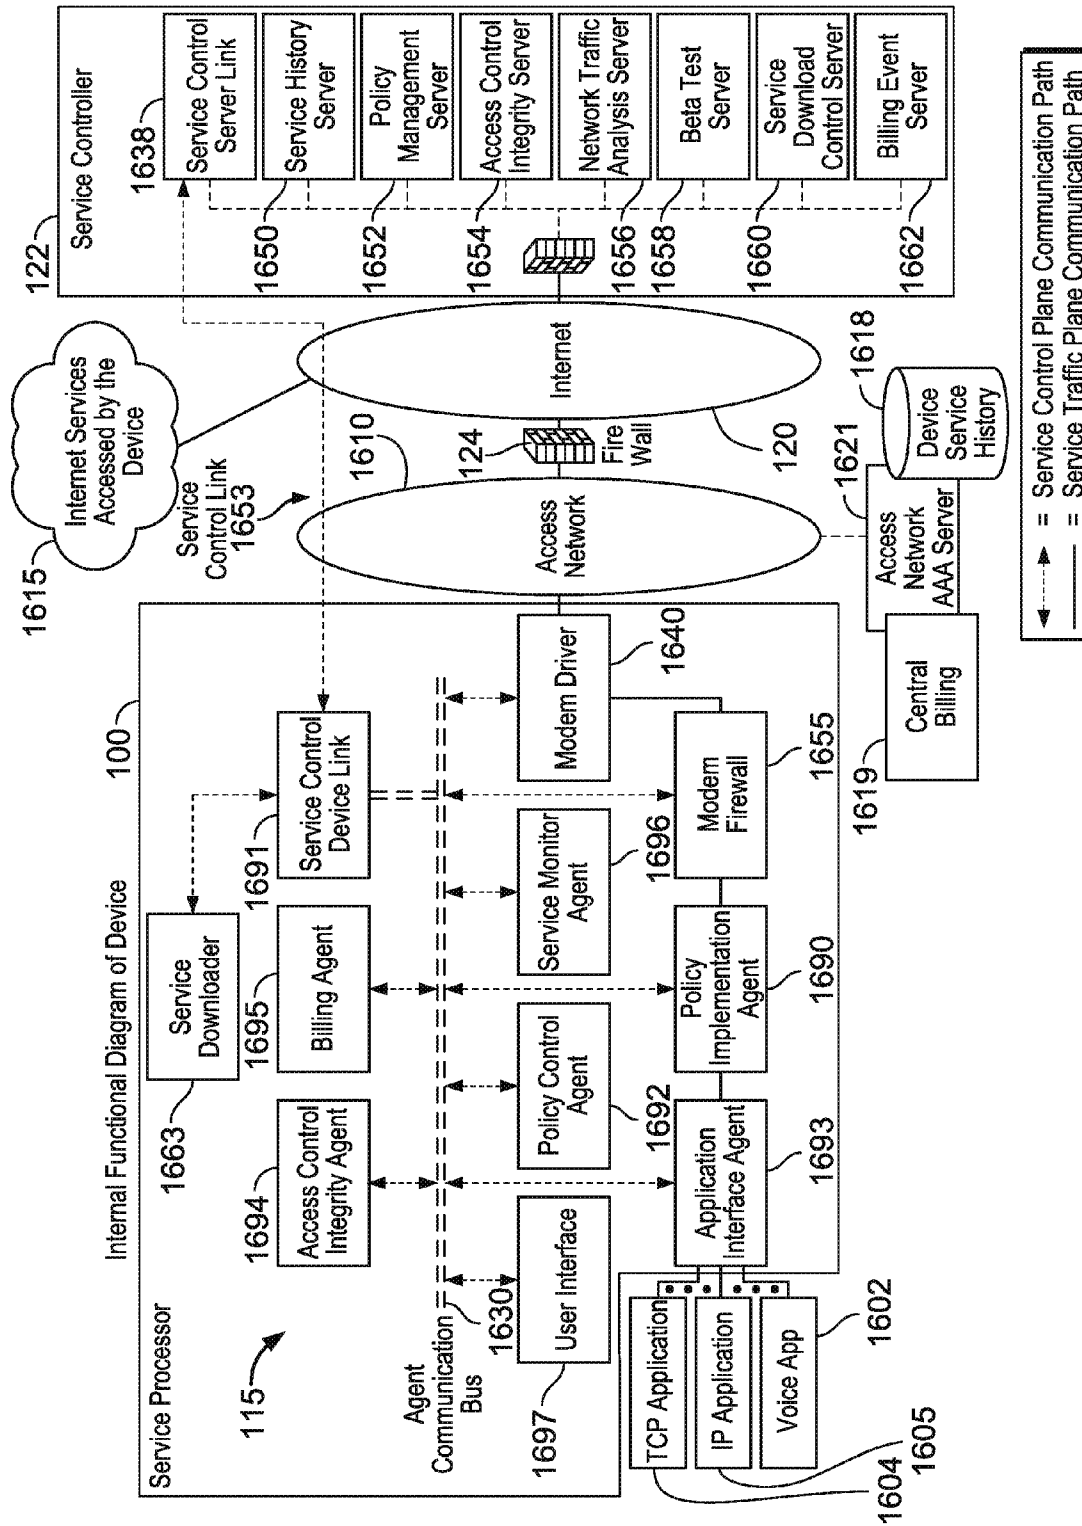 Internal Functional Diagram of Device
100
Service Processor
115
1663
Service
Downloader
1694
Access Control
Integrity Agent
1695
Billing Agent
1691
Service Control
Device Link
Agent
Communication
Bus
1630
User Interface
1697
Policy Control
Agent
1692
Service Monitor
Agent
1696
Modem Driver
1640
Application
Interface Agent
1693
Policy
Implementation
Agent
1690
Modem
Firewall
1655
TCP Application
1604
IP Application
1605
Voice App
1602
1615
Internet Services
Accessed by the
Device
Service
Control Link
1653
1610
Access
Network
124
Fire
Wall
Internet
120
1619
Central
Billing
Access
Network
AAA Server
1621
Device
Service
History
1618
122
Service Controller
1638
Service Control
Server Link
1650
Service History
Server
1652
Policy
Management
Server
1654
Access Control
Integrity Server
1656
Network Traffic
Analysis Server
1658
Beta Test
Server
1660
Service
Download
Control Server
1662
Billing Event
Server
= Service Control Plane Communication Path
= Service Traffic Plane Communication Path